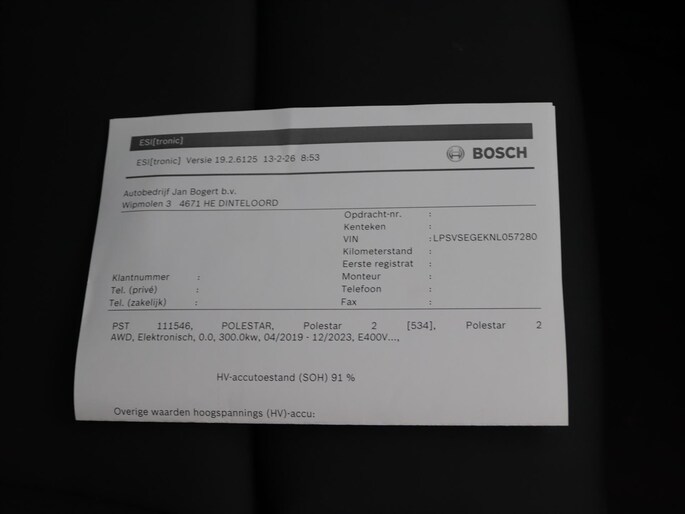 ESI[tronic]
ESI[tronic] Versie 19.2.6125 13-2-26 8:53
BOSCH
Autobedrijf Jan Bogert b.v.
Wipmolen 3 4671 HE DINTELOORD
Opdracht-nr. :
Kenteken :
VIN :LPSVSEGEKNL057280
Kilometerstand :
Eerste registrat :
Klantnummer : Monteur :
Tel. (privé) : Telefoon :
Tel. (zakelijk) : Fax :
PST 111546, POLESTAR, Polestar 2 [534], Polestar 2
AWD, Elektronisch, 0.0, 300.0kw, 04/2019 - 12/2023, E400V...,
HV-accutoestand (SOH) 91 %
Overige waarden hoogspannings (HV)-accu: